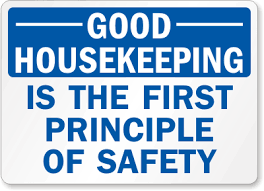 GOOD
HOUSEKEEPING
IS THE FIRST
PRINCIPLE
OF SAFETY